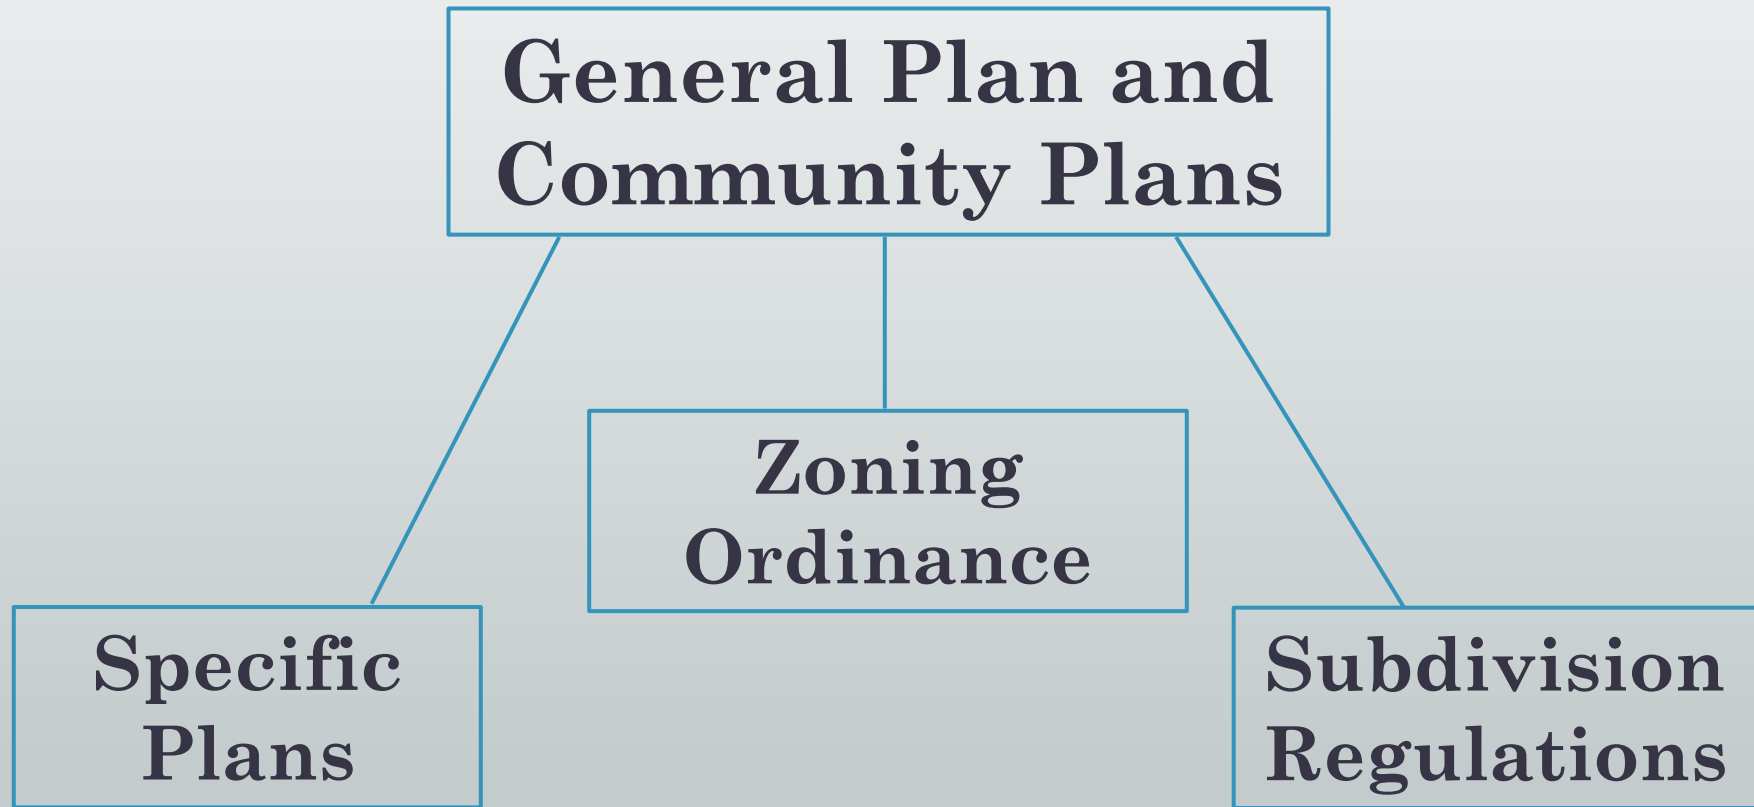 General Plan and
Community Plans
Zoning
Ordinance
Specific
Plans
Subdivision
Regulations